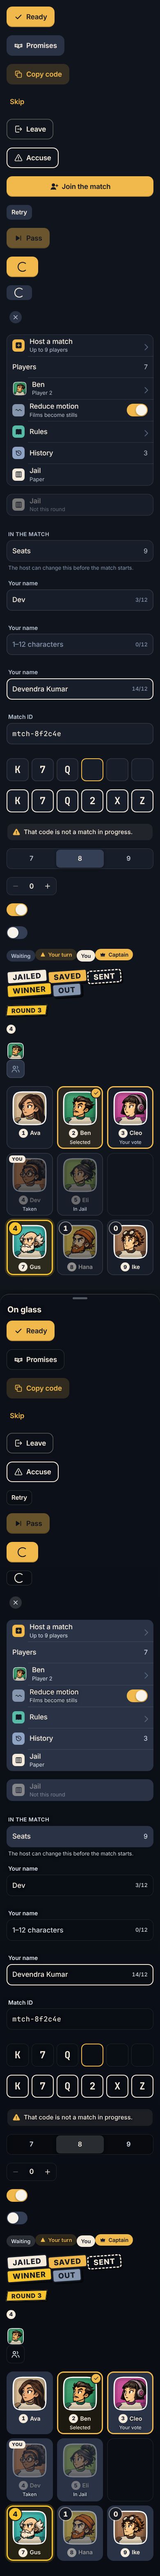 Ready
Promises
Copy code
Skip
Leave
Accuse
Join the match
Retry
Pass
Host a match
Up to 9 players
Players 7
Ben
Player 2
Reduce motion
Films become stills
Rules
History 3
Jail
Paper
Jail
Not this round
IN THE MATCH
Seats 9
The host can change this before the match starts.
Your name
Dev 3/12
Your name
1–12 characters 0/12
Your name
Devendra Kumar 14/12
Match ID
mtch-8f2c4e
K 7 Q
K 7 Q 2 X Z
That code is not a match in progress.
7 8 9
− 0 +
Waiting Your turn You Captain
JAILED SAVED SENT
WINNER OUT
ROUND 3
4
1 Ava 2 Ben 3 Cleo
Selected Your vote
YOU
4 Dev 5 Eli
Taken In Jail
4 1 0
7 Gus 8 Hana 9 Ike
On glass
Ready
Promises
Copy code
Skip
Leave
Accuse
Retry
Pass
Host a match
Up to 9 players
Players 7
Ben
Player 2
Reduce motion
Films become stills
Rules
History 3
Jail
Paper
Jail
Not this round
IN THE MATCH
Seats 9
The host can change this before the match starts.
Your name
Dev 3/12
Your name
1–12 characters 0/12
Your name
Devendra Kumar 14/12
Match ID
mtch-8f2c4e
K 7 Q
K 7 Q 2 X Z
That code is not a match in progress.
7 8 9
− 0 +
Waiting Your turn You Captain
JAILED SAVED SENT
WINNER OUT
ROUND 3
4
1 Ava 2 Ben 3 Cleo
Selected Your vote
YOU
4 Dev 5 Eli
Taken In Jail
4 1 0
7 Gus 8 Hana 9 Ike